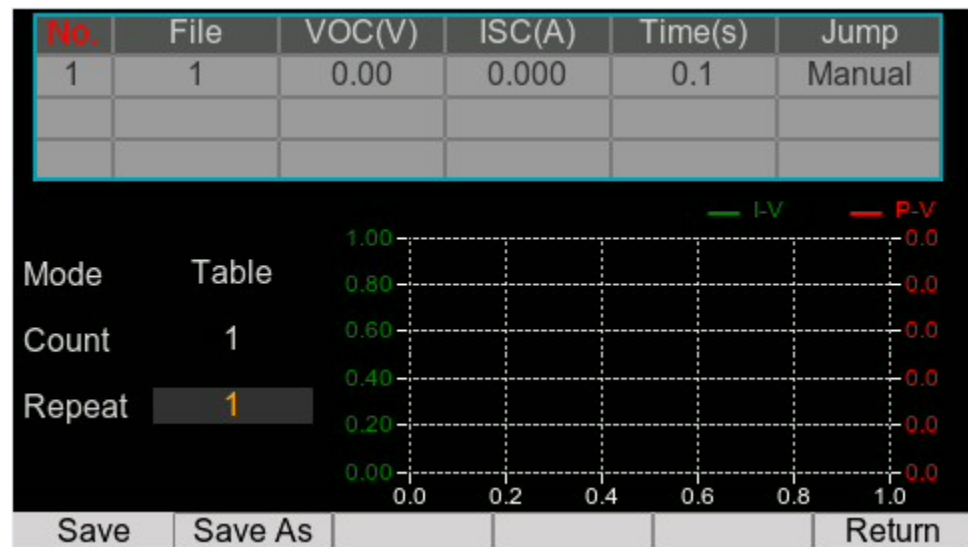 No. File VOC(V) ISC(A) Time(s) Jump
1 1 0.00 0.000 0.1 Manual
I-V P-V
1.00 0.0
Mode Table 0.80 0.0
Count 1 0.60 0.0
0.40 0.0
Repeat 1 0.20 0.0
0.00 0.0
0.0 0.2 0.4 0.6 0.8 1.0
Save Save As Return